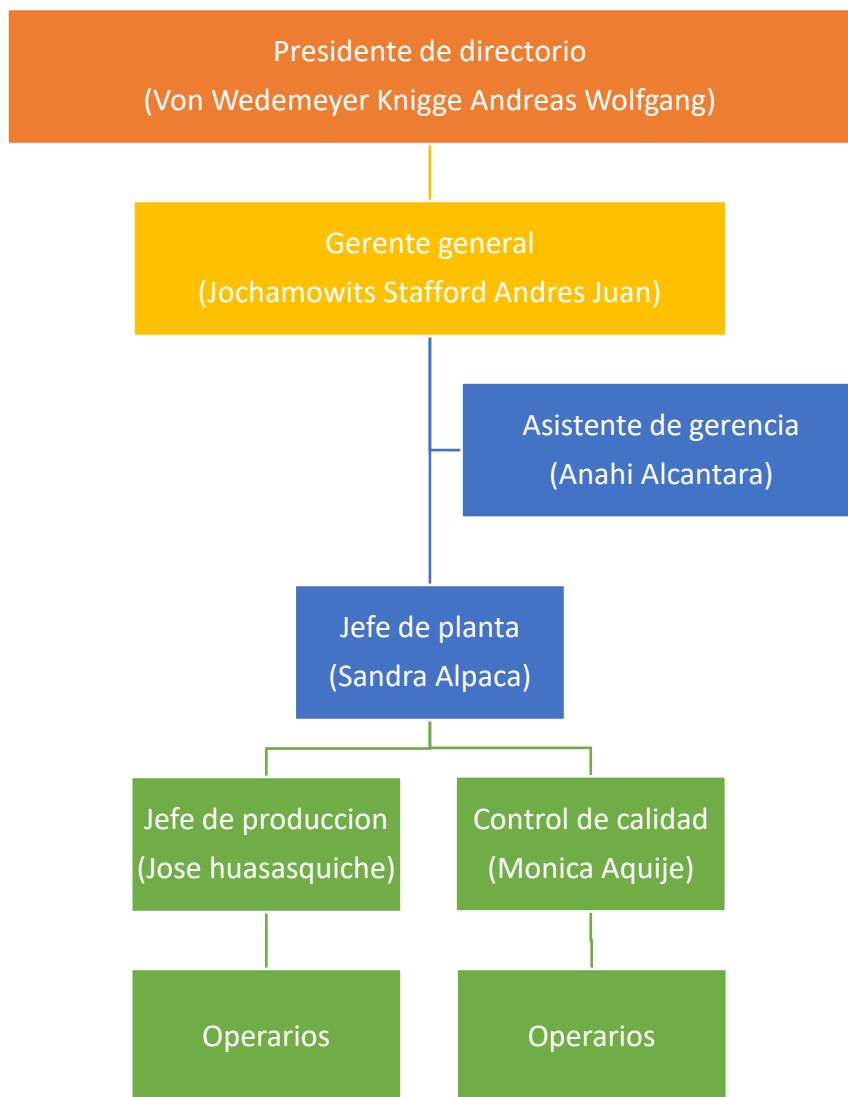 Presidente de directorio
(Von Wedemeyer Knigge Andreas Wolfgang)
Gerente general
(Jochamowits Stafford Andres Juan)
Asistente de gerencia
(Anahi Alcantara)
Jefe de planta
(Sandra Alpaca)
Jefe de produccion
(Jose huasasquiche)
Control de calidad
(Monica Aquije)
Operarios
Operarios